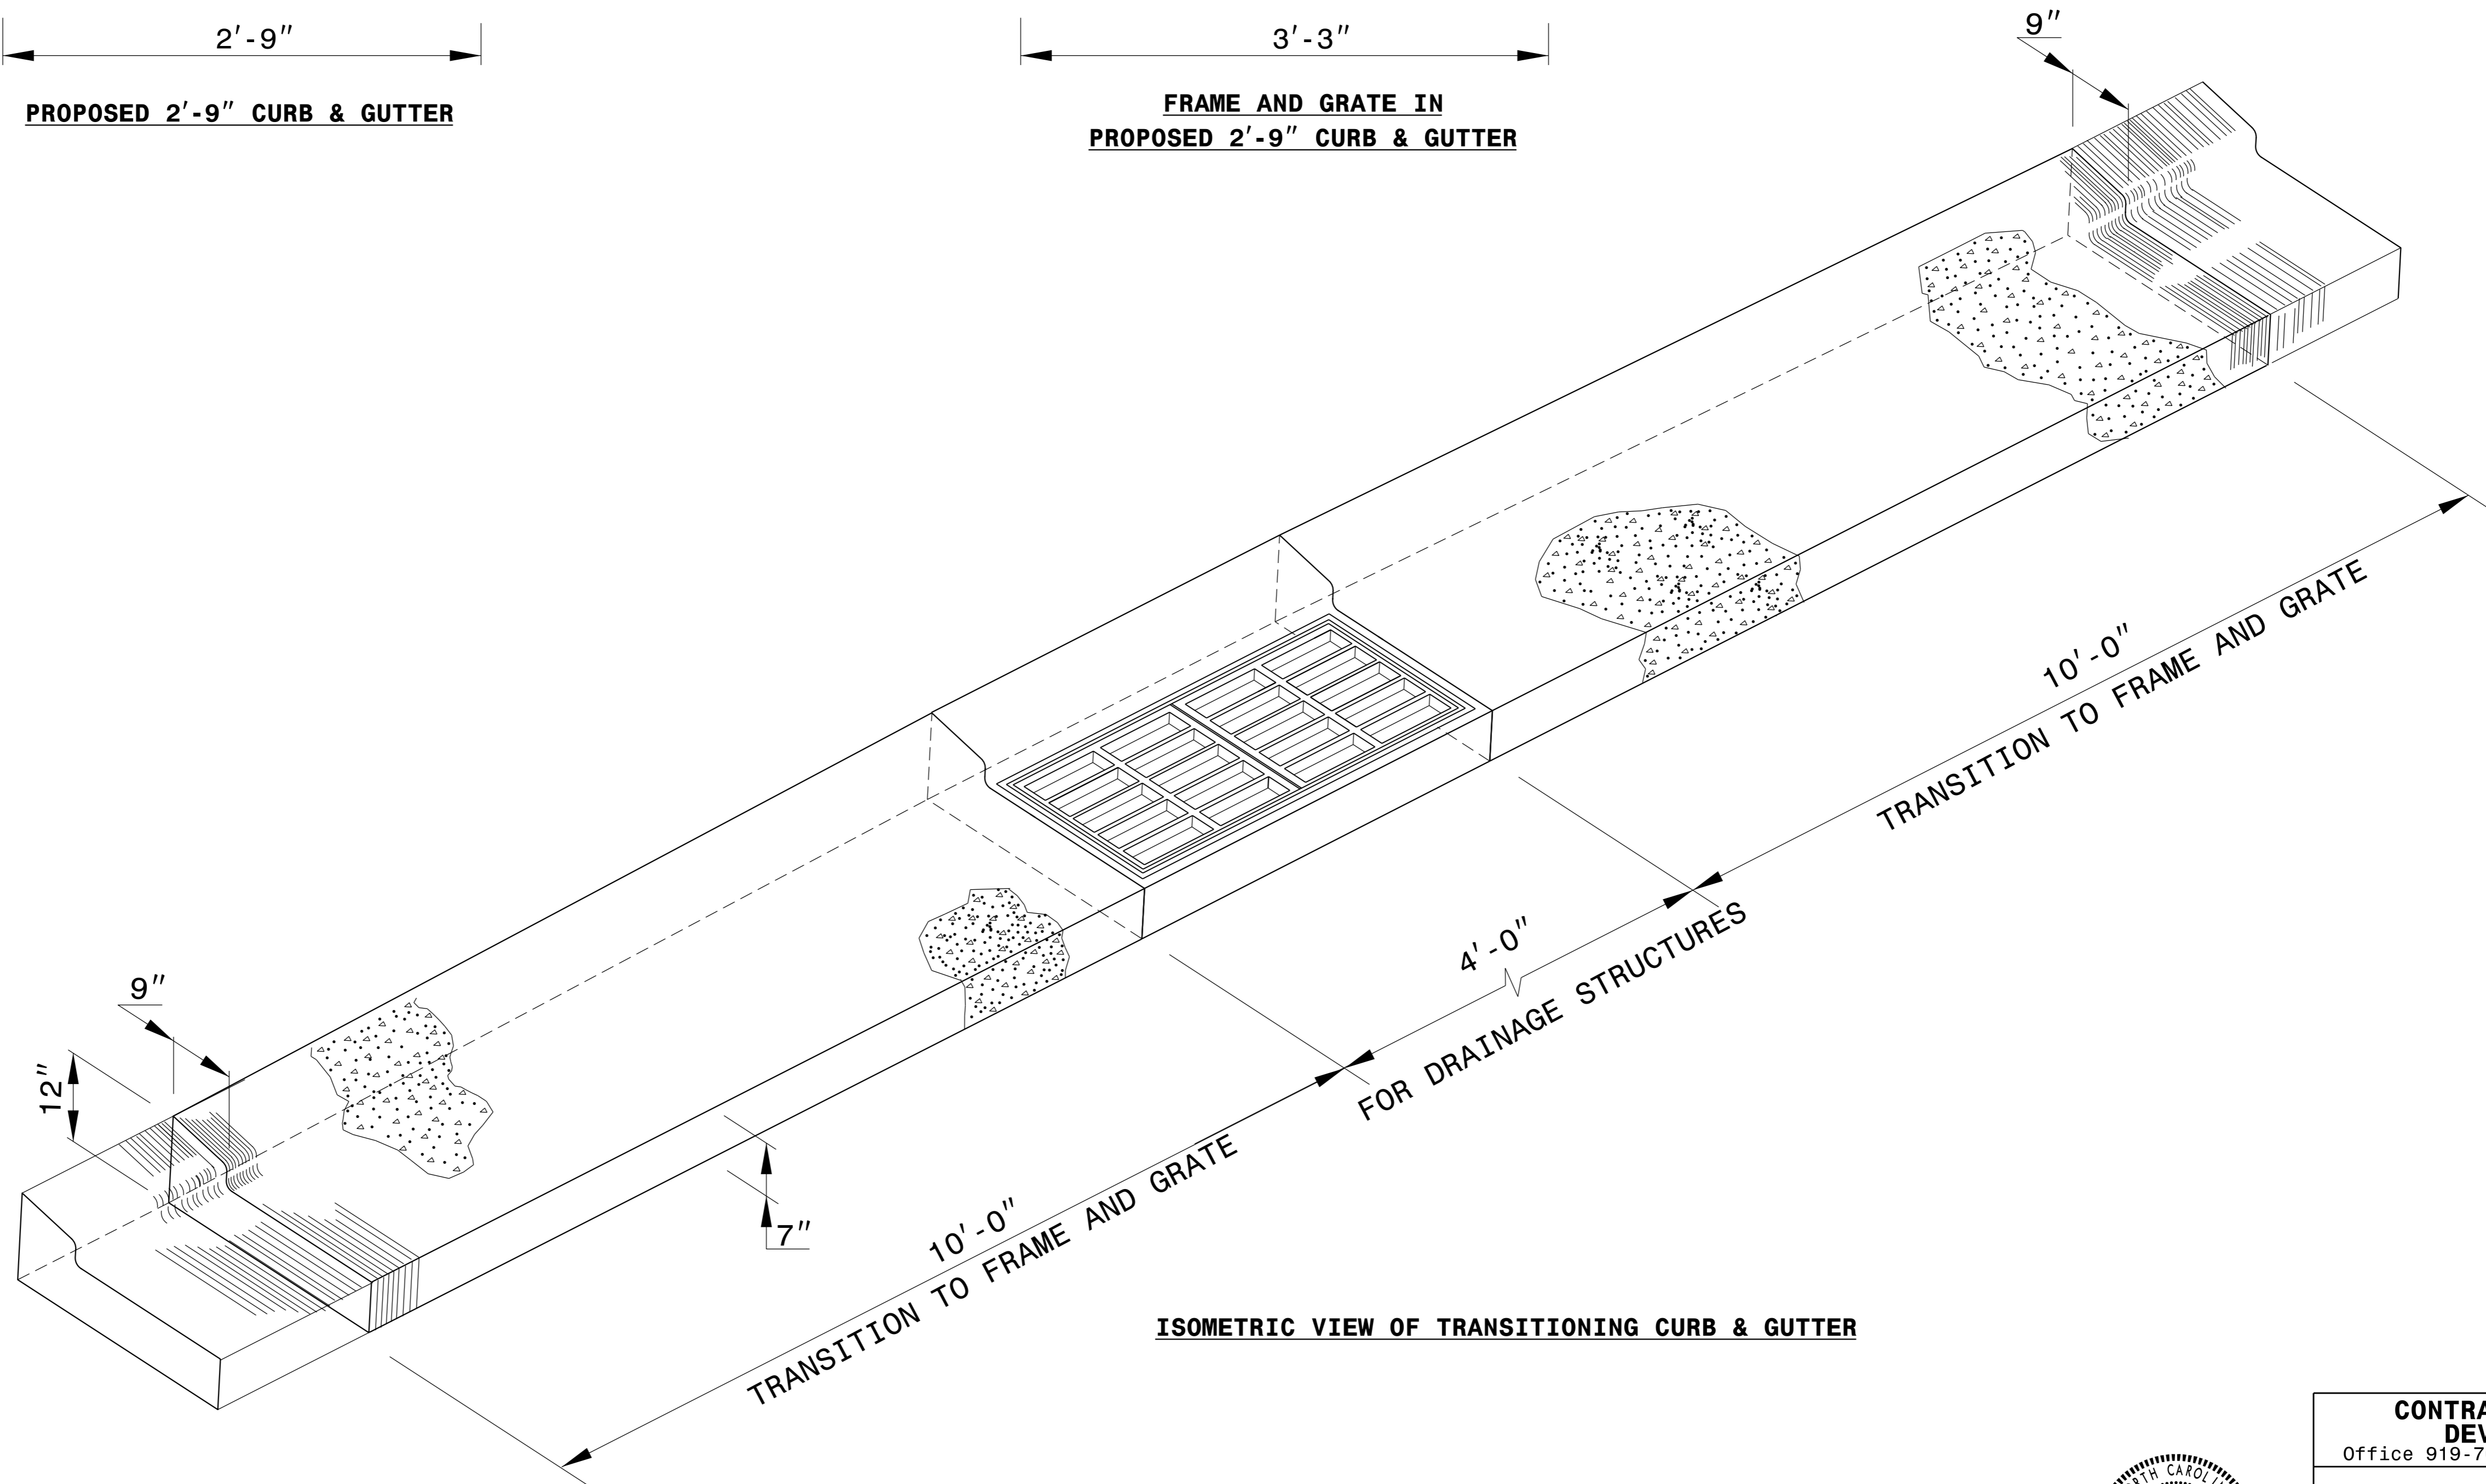 2'-9"
3'-3"
9"
PROPOSED 2'-9" CURB & GUTTER
FRAME AND GRATE IN
PROPOSED 2'-9" CURB & GUTTER
10'-0"
TRANSITION TO FRAME AND GRATE
4'-0"
FOR DRAINAGE STRUCTURES
9"
12"
7"
10'-0"
TRANSITION TO FRAME AND GRATE
ISOMETRIC VIEW OF TRANSITIONING CURB & GUTTER
Office 919-7